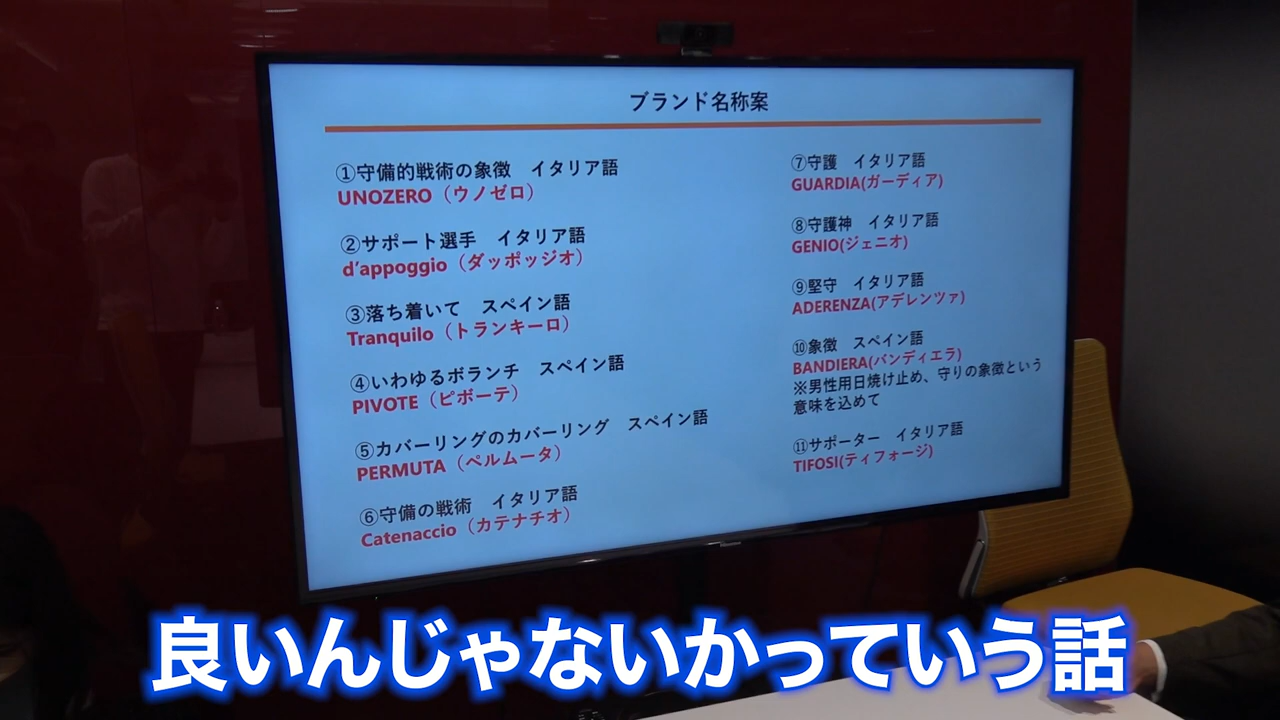 ブランド名称案
①守備的戦術の象徴　イタリア語
UNOZERO（ウノゼロ）
②サポート選手　イタリア語
d'appoggio（ダッポッジオ）
③落ち着いて　スペイン語
Tranquilo（トランキーロ）
④いわゆるボランチ　スペイン語
PIVOTE（ピボーテ）
⑤カバーリングのカバーリング　スペイン語
PERMUTA（ペルムータ）
⑥守備の戦術　イタリア語
Catenaccio（カテナチオ）
⑦守護　イタリア語
GUARDIA(ガーディア)
⑧守護神　イタリア語
GENIO(ジェニオ)
⑨堅守　イタリア語
ADERENZA(アデレンツァ)
⑩象徴　スペイン語
BANDIERA(バンディエラ)
※男性用日焼け止め、守りの象徴という
意味を込めて
⑪サポーター　イタリア語
TIFOSI(ティフォージ)
良いんじゃないかっていう話